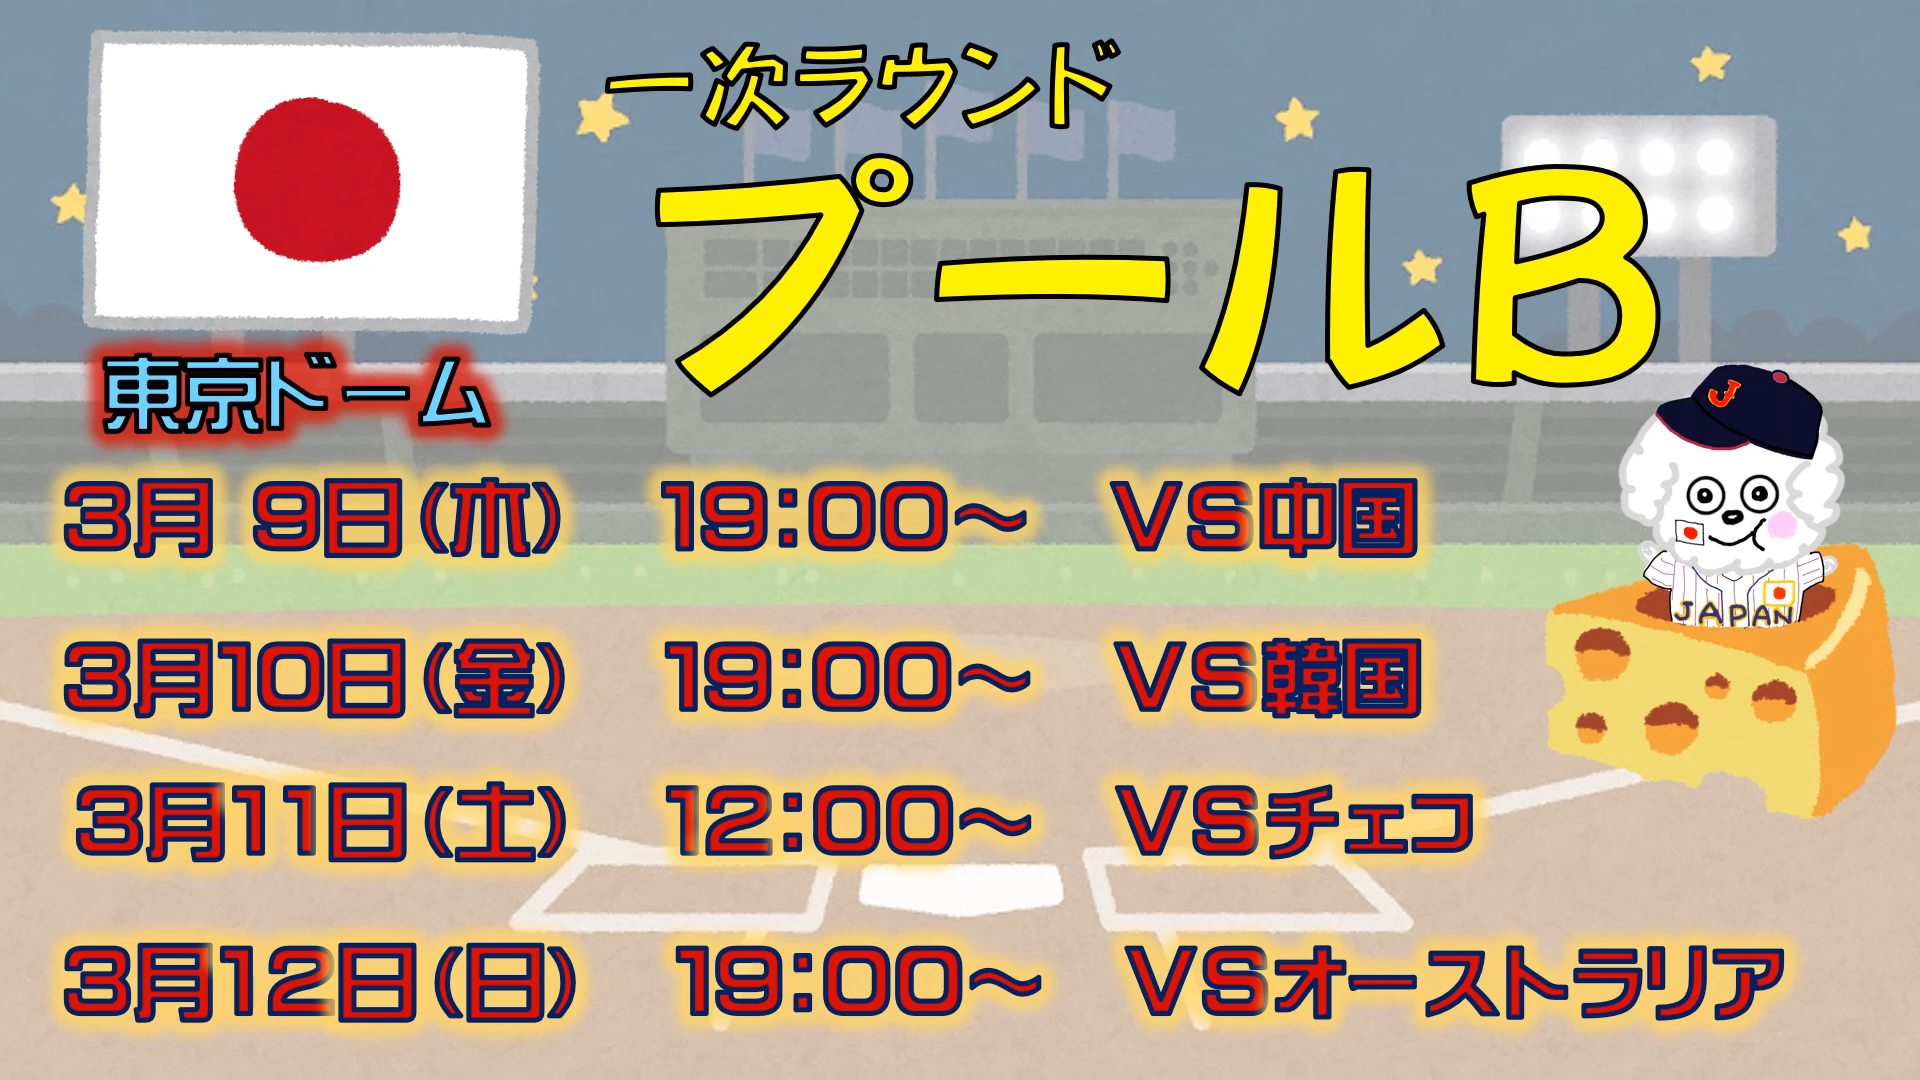 一次ラウンド
プールB
東京ドーム
3月 9日(木) 19:00〜 VS中国
3月10日(金) 19:00〜 VS韓国
3月11日(土) 12:00〜 VSチェコ
3月12日(日) 19:00〜 VSオーストラリア
J
JAPAN